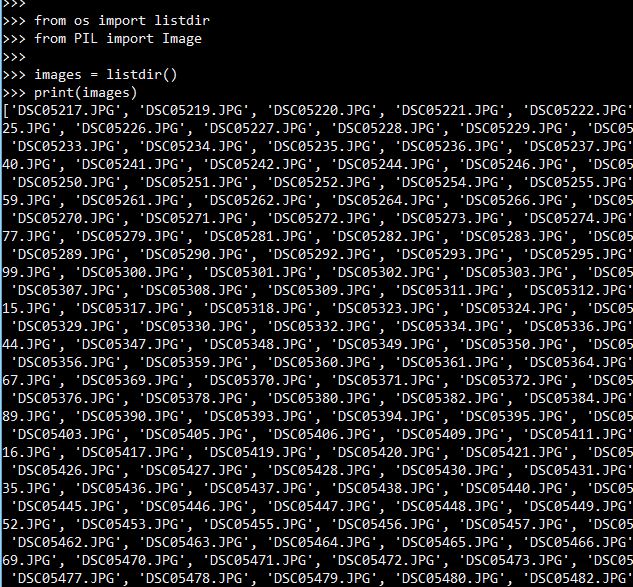 >>>
>>> from os import listdir
>>> from PIL import Image
>>>
>>> images = listdir()
>>> print(images)
['DSC05217.JPG', 'DSC05219.JPG', 'DSC05220.JPG', 'DSC05221.JPG', 'DSC05222.JPG'
25.JPG', 'DSC05226.JPG', 'DSC05227.JPG', 'DSC05228.JPG', 'DSC05229.JPG', 'DSC05
'DSC05233.JPG', 'DSC05234.JPG', 'DSC05235.JPG', 'DSC05236.JPG', 'DSC05237.JPG'
40.JPG', 'DSC05241.JPG', 'DSC05242.JPG', 'DSC05244.JPG', 'DSC05246.JPG', 'DSC05
'DSC05250.JPG', 'DSC05251.JPG', 'DSC05252.JPG', 'DSC05254.JPG', 'DSC05255.JPG'
59.JPG', 'DSC05261.JPG', 'DSC05262.JPG', 'DSC05264.JPG', 'DSC05266.JPG', 'DSC05
'DSC05270.JPG', 'DSC05271.JPG', 'DSC05272.JPG', 'DSC05273.JPG', 'DSC05274.JPG'
77.JPG', 'DSC05279.JPG', 'DSC05281.JPG', 'DSC05282.JPG', 'DSC05283.JPG', 'DSC05
'DSC05289.JPG', 'DSC05290.JPG', 'DSC05292.JPG', 'DSC05293.JPG', 'DSC05295.JPG'
99.JPG', 'DSC05300.JPG', 'DSC05301.JPG', 'DSC05302.JPG', 'DSC05303.JPG', 'DSC05
'DSC05307.JPG', 'DSC05308.JPG', 'DSC05309.JPG', 'DSC05311.JPG', 'DSC05312.JPG'
15.JPG', 'DSC05317.JPG', 'DSC05318.JPG', 'DSC05323.JPG', 'DSC05324.JPG', 'DSC05
'DSC05329.JPG', 'DSC05330.JPG', 'DSC05332.JPG', 'DSC05334.JPG', 'DSC05336.JPG'
44.JPG', 'DSC05347.JPG', 'DSC05348.JPG', 'DSC05349.JPG', 'DSC05350.JPG', 'DSC05
'DSC05356.JPG', 'DSC05359.JPG', 'DSC05360.JPG', 'DSC05361.JPG', 'DSC05364.JPG'
67.JPG', 'DSC05369.JPG', 'DSC05370.JPG', 'DSC05371.JPG', 'DSC05372.JPG', 'DSC05
'DSC05376.JPG', 'DSC05378.JPG', 'DSC05380.JPG', 'DSC05382.JPG', 'DSC05384.JPG'
89.JPG', 'DSC05390.JPG', 'DSC05393.JPG', 'DSC05394.JPG', 'DSC05395.JPG', 'DSC05
'DSC05403.JPG', 'DSC05405.JPG', 'DSC05406.JPG', 'DSC05409.JPG', 'DSC05411.JPG'
16.JPG', 'DSC05417.JPG', 'DSC05419.JPG', 'DSC05420.JPG', 'DSC05421.JPG', 'DSC05
'DSC05426.JPG', 'DSC05427.JPG', 'DSC05428.JPG', 'DSC05430.JPG', 'DSC05431.JPG'
35.JPG', 'DSC05436.JPG', 'DSC05437.JPG', 'DSC05438.JPG', 'DSC05440.JPG', 'DSC05
'DSC05445.JPG', 'DSC05446.JPG', 'DSC05447.JPG', 'DSC05448.JPG', 'DSC05449.JPG'
52.JPG', 'DSC05453.JPG', 'DSC05455.JPG', 'DSC05456.JPG', 'DSC05457.JPG', 'DSC05
'DSC05462.JPG', 'DSC05463.JPG', 'DSC05464.JPG', 'DSC05465.JPG', 'DSC05466.JPG'
69.JPG', 'DSC05470.JPG', 'DSC05471.JPG', 'DSC05472.JPG', 'DSC05473.JPG', 'DSC05
'DSC05477.JPG', 'DSC05478.JPG', 'DSC05479.JPG', 'DSC05480.JPG', 'DSC05482.JPG'